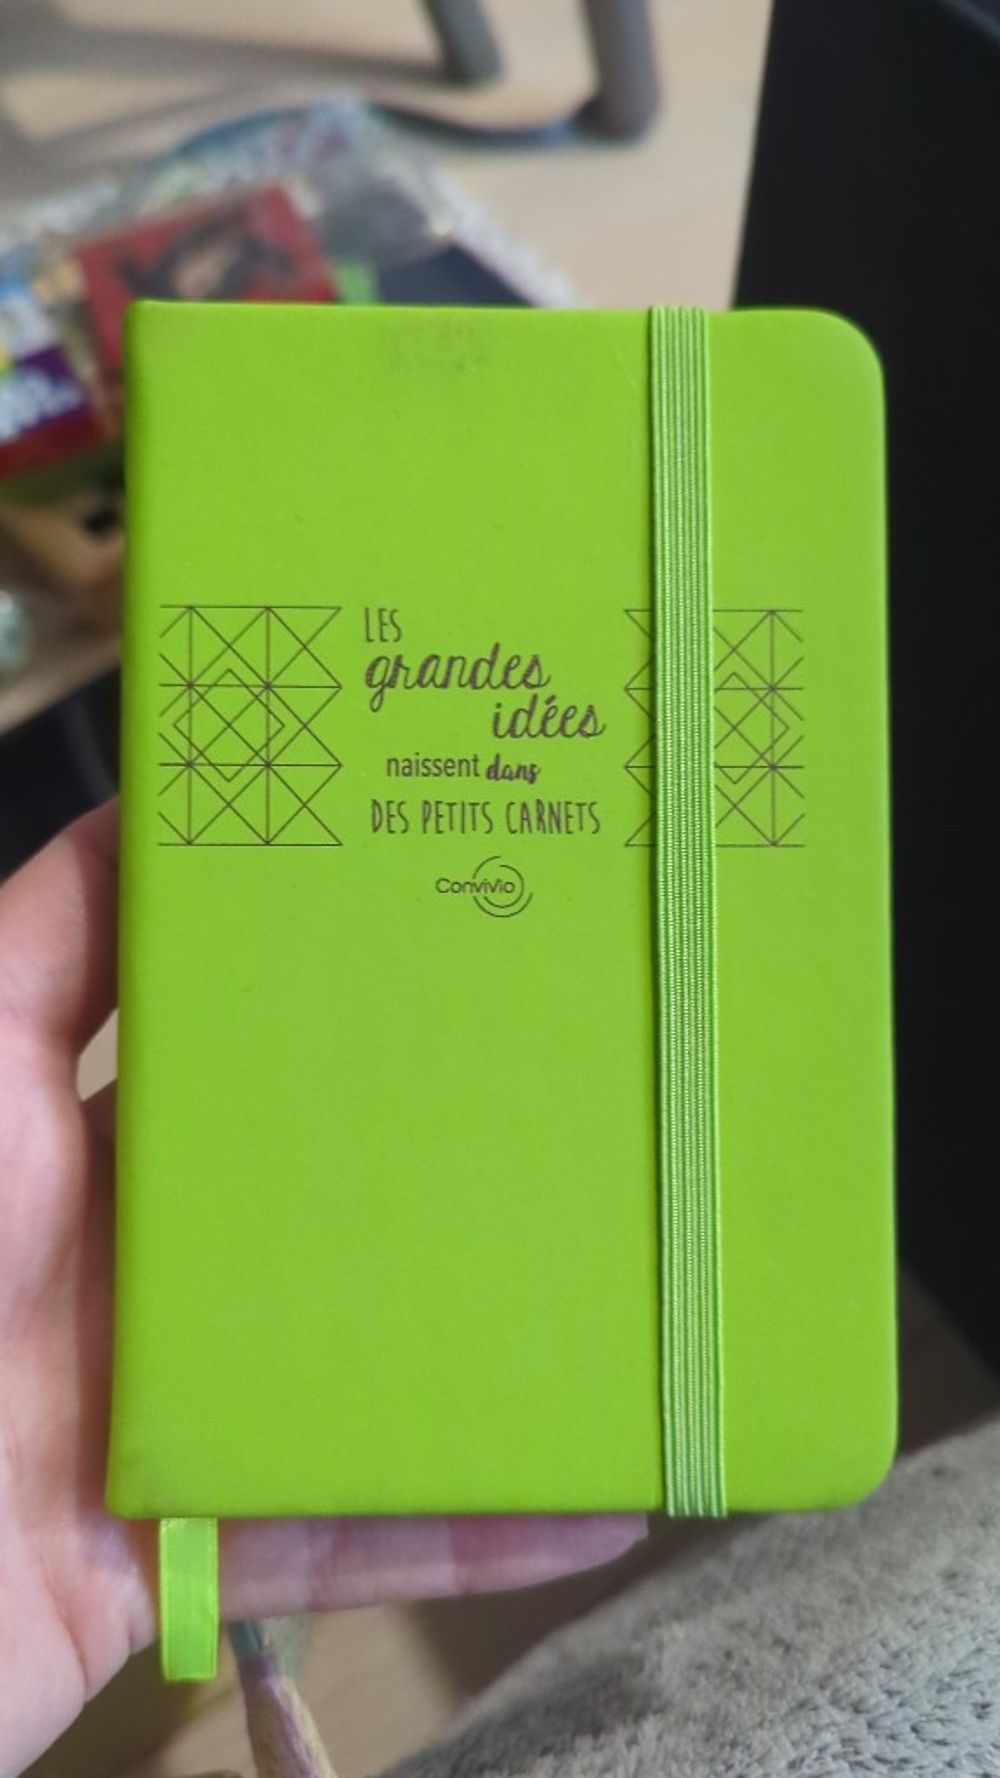 LES
grandes
idées
naissent dans
DES PETITS CARNETS
Convivio